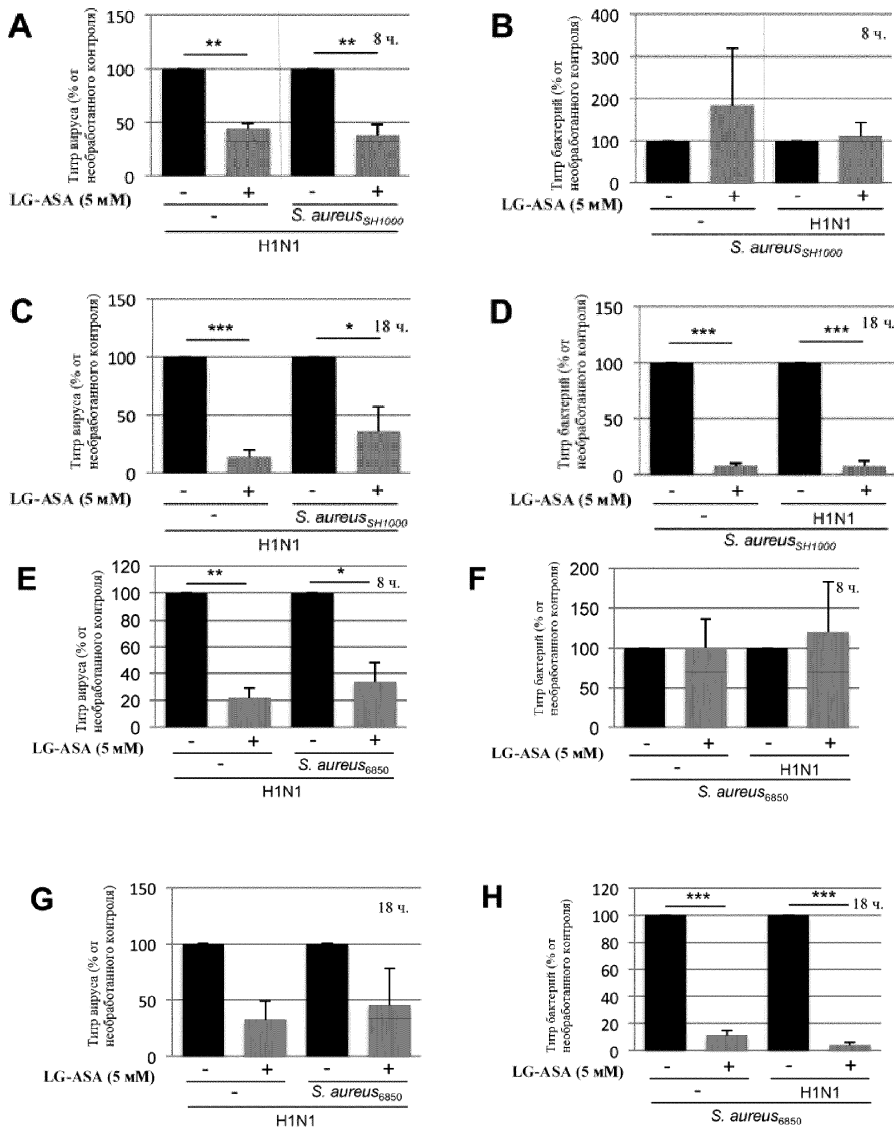 A
Титр вируса (% от
необработанного контроля)
150
100
50
0
8 ч.
** **
- + - +
LG-ASA (5 мМ)
- S. aureusSH1000
H1N1
B
Титр бактерий (% от
необработанного контроля)
400
300
200
100
0
8 ч.
- + - +
LG-ASA (5 мМ)
- H1N1
S. aureusSH1000
C
Титр вируса (% от
необработанного контроля)
150
100
50
0
18 ч.
*** *
- + - +
LG-ASA (5 мМ)
- S. aureusSH1000
H1N1
D
Титр бактерий (% от
необработанного контроля)
150
100
50
0
18 ч.
*** ***
- + - +
LG-ASA (5 мМ)
- H1N1
S. aureusSH1000
E
Титр вируса (% от
необработанного контроля)
120
100
80
60
40
20
0
8 ч.
** *
- + - +
LG-ASA (5 мМ)
- S. aureus6850
H1N1
F
Титр бактерий (% от
необработанного контроля)
200
150
100
50
0
8 ч.
- + - +
LG-ASA (5 мМ)
- H1N1
S. aureus6850
G
Титр вируса (% от
необработанного контроля)
150
100
50
0
18 ч.
- + - +
LG-ASA (5 мМ)
- S. aureus6850
H1N1
H
Титр бактерий (% от
необработанного контроля)
120
100
80
60
40
20
0
18 ч.
*** ***
- + - +
LG-ASA (5 мМ)
- H1N1
S. aureus6850